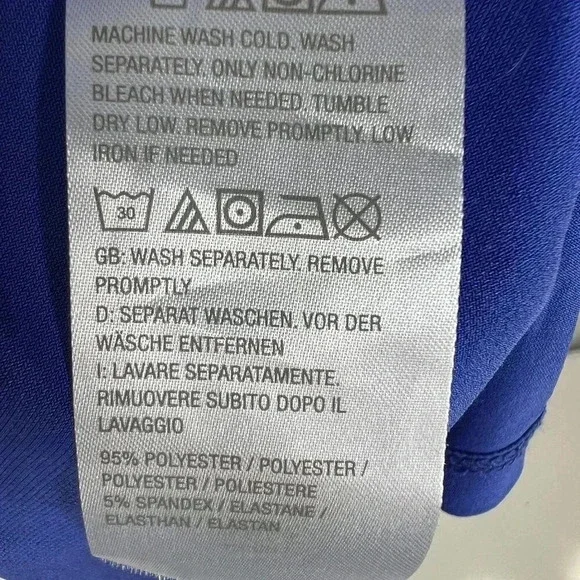 MACHINE WASH COLD. WASH
SEPARATELY. ONLY NON-CHLORINE
BLEACH WHEN NEEDED. TUMBLE
DRY LOW. REMOVE PROMPTLY. LOW
IRON IF NEEDED
30
GB: WASH SEPARATELY. REMOVE
PROMPTLY
D: SEPARAT WASCHEN. VOR DER
WÄSCHE ENTFERNEN
I: LAVARE SEPARATAMENTE.
RIMUOVERE SUBITO DOPO IL
LAVAGGIO
95% POLYESTER / POLYESTER /
POLYESTER / POLIESTERE
5% SPANDEX / ELASTANE /
ELASTHAN / ELASTAN